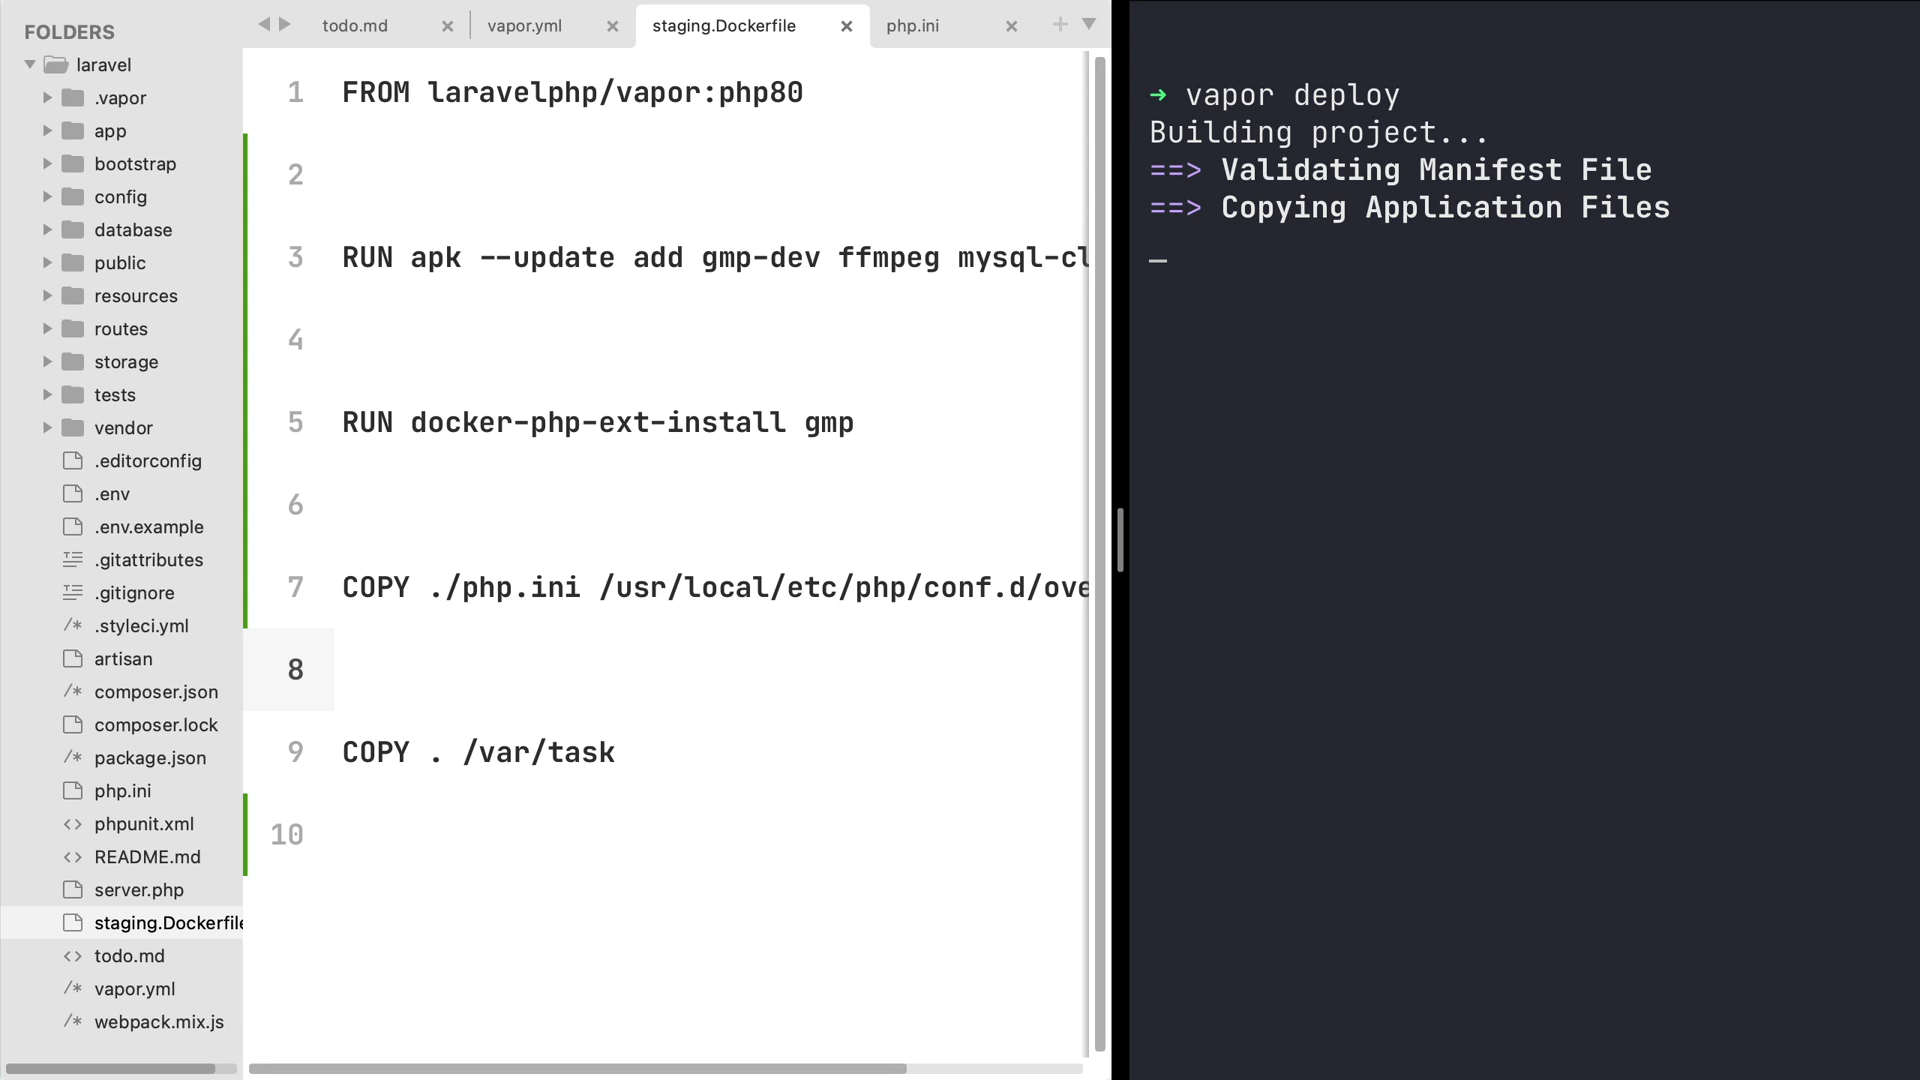 FOLDERS
laravel
.vapor
app
bootstrap
config
database
public
resources
routes
storage
tests
vendor
.editorconfig
.env
.env.example
.gitattributes
.gitignore
.styleci.yml
artisan
composer.json
composer.lock
package.json
php.ini
phpunit.xml
README.md
server.php
staging.Dockerfile
todo.md
vapor.yml
webpack.mix.js
todo.md
vapor.yml
staging.Dockerfile
php.ini
1 FROM laravelphp/vapor:php80
2
3 RUN apk --update add gmp-dev ffmpeg mysql-cl
4
5 RUN docker-php-ext-install gmp
6
7 COPY ./php.ini /usr/local/etc/php/conf.d/ove
8
9 COPY . /var/task
10
→ vapor deploy
Building project...
==> Validating Manifest File
==> Copying Application Files